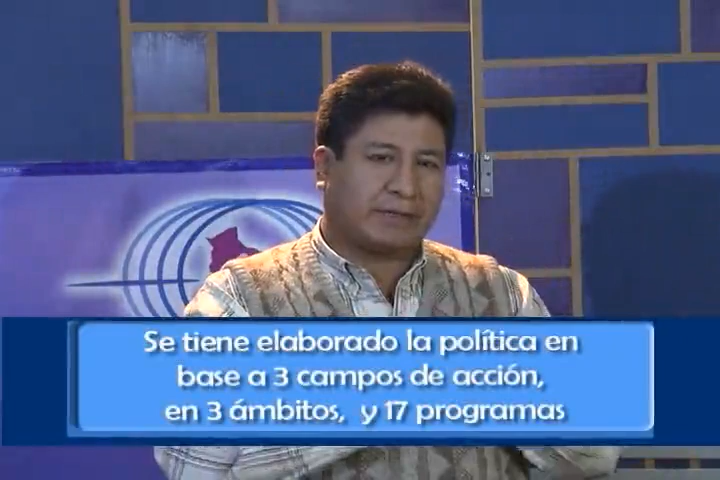 Se tiene elaborado la política en
base a 3 campos de acción,
en 3 ámbitos, y 17 programas